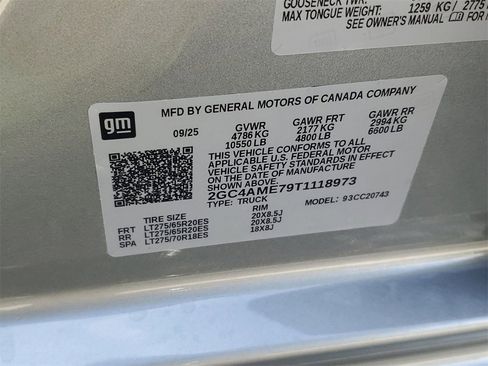 GOOSENECK TWR:
MAX TONGUE WEIGHT: 1259 KG / 2775
SEE OWNER'S MANUAL FOR
gm
MFD BY GENERAL MOTORS OF CANADA COMPANY
09/25 GVWR GAWR FRT GAWR RR
4786 KG 2177 KG 2994 KG
10550 LB 4800 LB 6600 LB
THIS VEHICLE CONFORMS TO ALL
APPLICABLE U.S. FEDERAL MOTOR
VEHICLE SAFETY STANDARDS IN
EFFECT ON THE DATE OF
MANUFACTURE SHOWN ABOVE.
2GC4AME79T1118973
TYPE: TRUCK MODEL: 93CC20743
TIRE SIZE RIM
FRT LT275/65R20ES 20X8.5J
RR LT275/65R20ES 20X8.5J
SPA LT275/70R18ES 18X8J